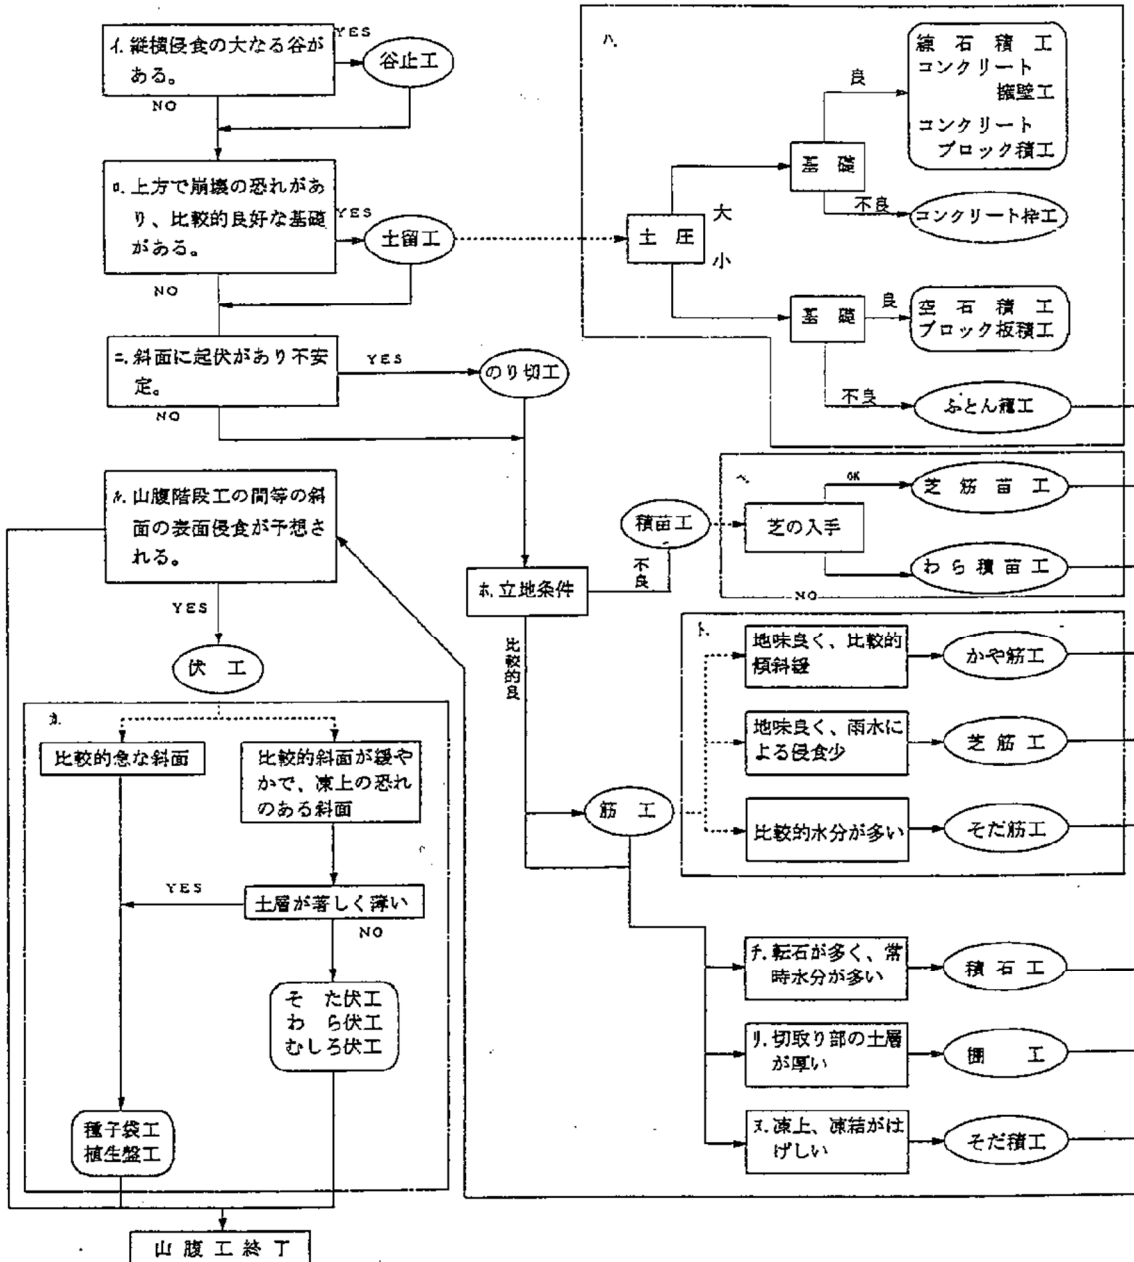 イ.縦横侵食の大なる谷が
ある。
YES
谷止工
NO
ロ.上方で崩壊の恐れがあ
り、比較的良好な基礎
がある。
YES
土留工
NO
ニ.斜面に起伏があり不安
定。
YES
のり切工
NO
ハ.
土圧
大
小
基礎
良
練石積工
コンクリート
擁壁工
コンクリート
ブロック積工
不良
コンクリート枠工
基礎
良
空石積工
ブロック板積工
不良
ふとん籠工
ル.山腹階段工の間等の斜
面の表面侵食が予想さ
れる。
YES
伏工
ホ.立地条件
不良
積苗工
ヘ.
芝の入手
OK
芝筋苗工
NO
わら積苗工
比較的良
筋工
ト.
地味良く、比較的
傾斜緩
かや筋工
地味良く、雨水に
よる侵食少
芝筋工
比較的水分が多い
そだ筋工
チ.転石が多く、常
時水分が多い
積石工
リ.切取り部の土層
が厚い
柵工
ヌ.凍上、凍結がは
げしい
そだ積工
カ.
比較的急な斜面
比較的斜面が緩や
かで、凍上の恐れ
のある斜面
土層が著しく薄い
YES
NO
そた伏工
わら伏工
むしろ伏工
種子袋工
植生盤工
山腹工終了